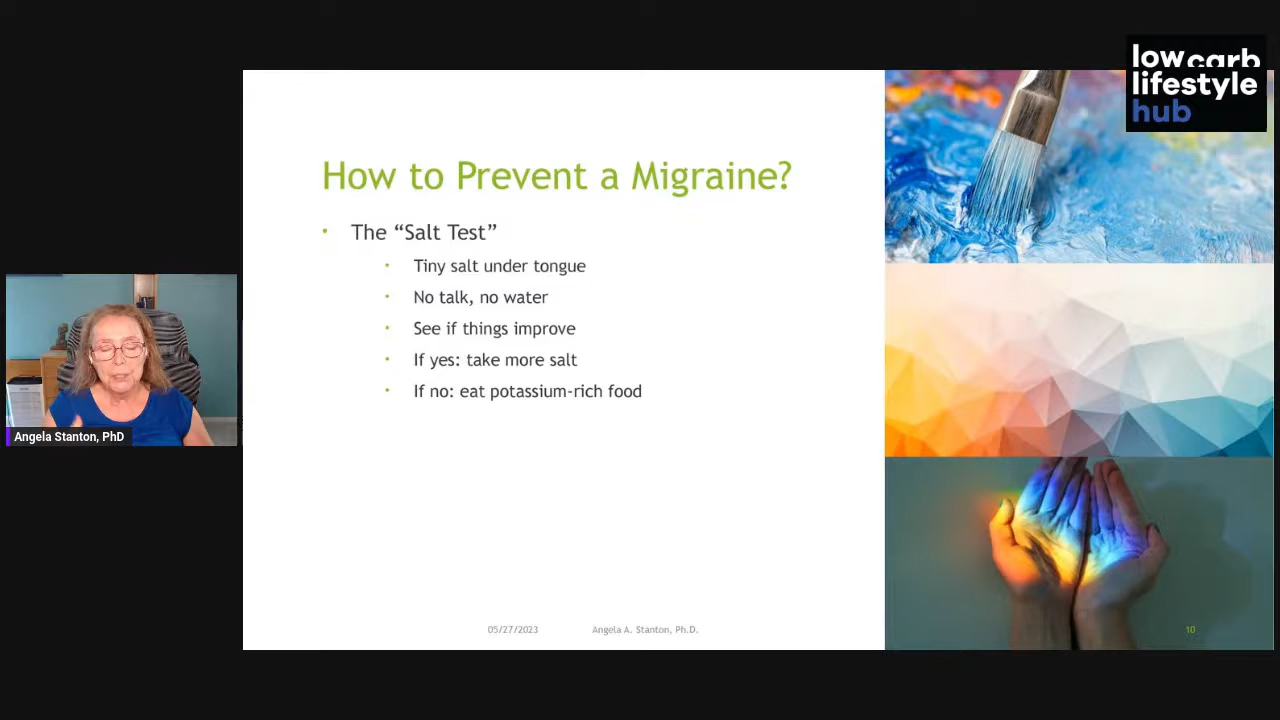 low carb
lifestyle
hub
How to Prevent a Migraine?
• The “Salt Test”
• Tiny salt under tongue
• No talk, no water
• See if things improve
• If yes: take more salt
• If no: eat potassium-rich food
Angela Stanton, PhD
05/27/2023 Angela A. Stanton, Ph.D. 10